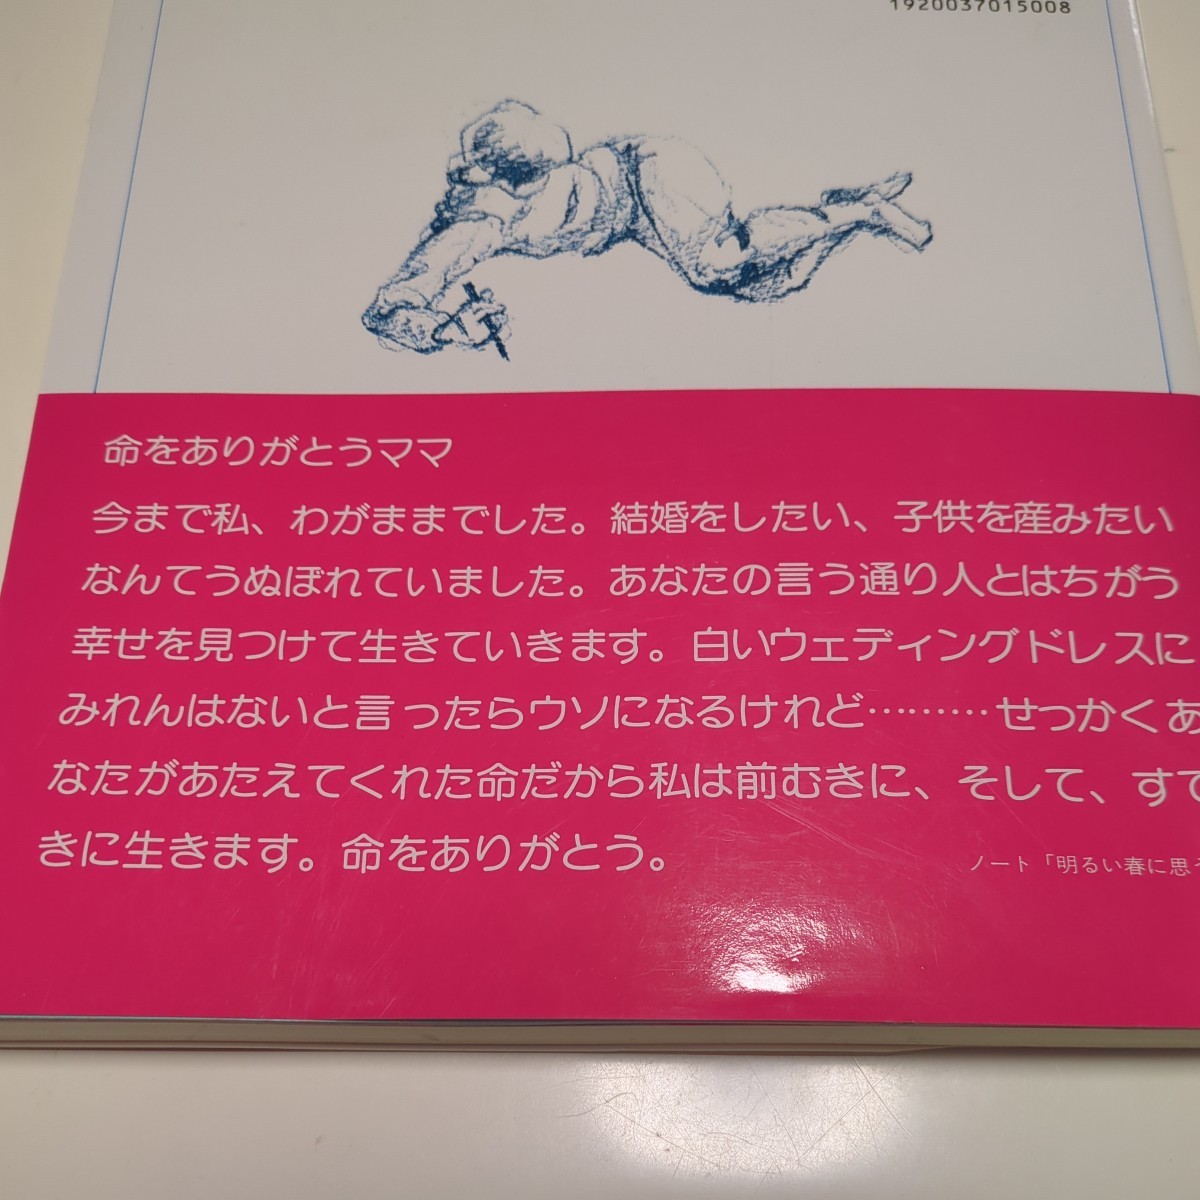 1920037015008
命をありがとうママ
今まで私、わがままでした。結婚をしたい、子供を産みたい
なんてうぬぼれていました。あなたの言う通り人とはちがう
幸せを見つけて生きていきます。白いウェディングドレスに
みれんはないと言ったらウソになるけれど………せっかくあ
なたがあたえてくれた命だから私は前むきに、そして、すて
きに生きます。命をありがとう。
ノート「明るい春に思